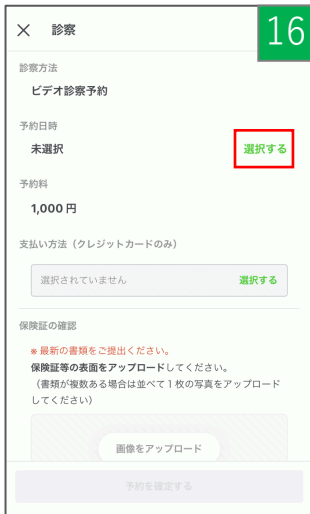 診察
16
診察方法
ビデオ診察予約
予約日時
未選択 選択する
予約料
1,000 円
支払い方法（クレジットカードのみ）
選択されていません 選択する
保険証の確認
※最新の書類をご提出ください。
保険証等の表面をアップロードしてください。
（書類が複数ある場合は並べて１枚の写真をアップロード
してください）
画像をアップロード
予約を確定する